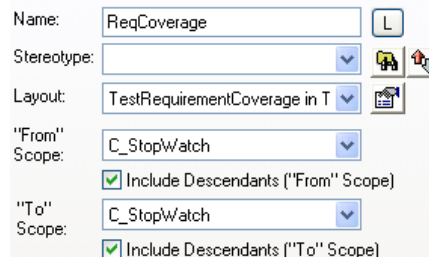 Name: ReqCoverage L
Stereotype:
Layout: TestRequirementCoverage in T
"From"
Scope: C_StopWatch
Include Descendants ("From" Scope)
"To"
Scope: C_StopWatch
Include Descendants ("To" Scope)